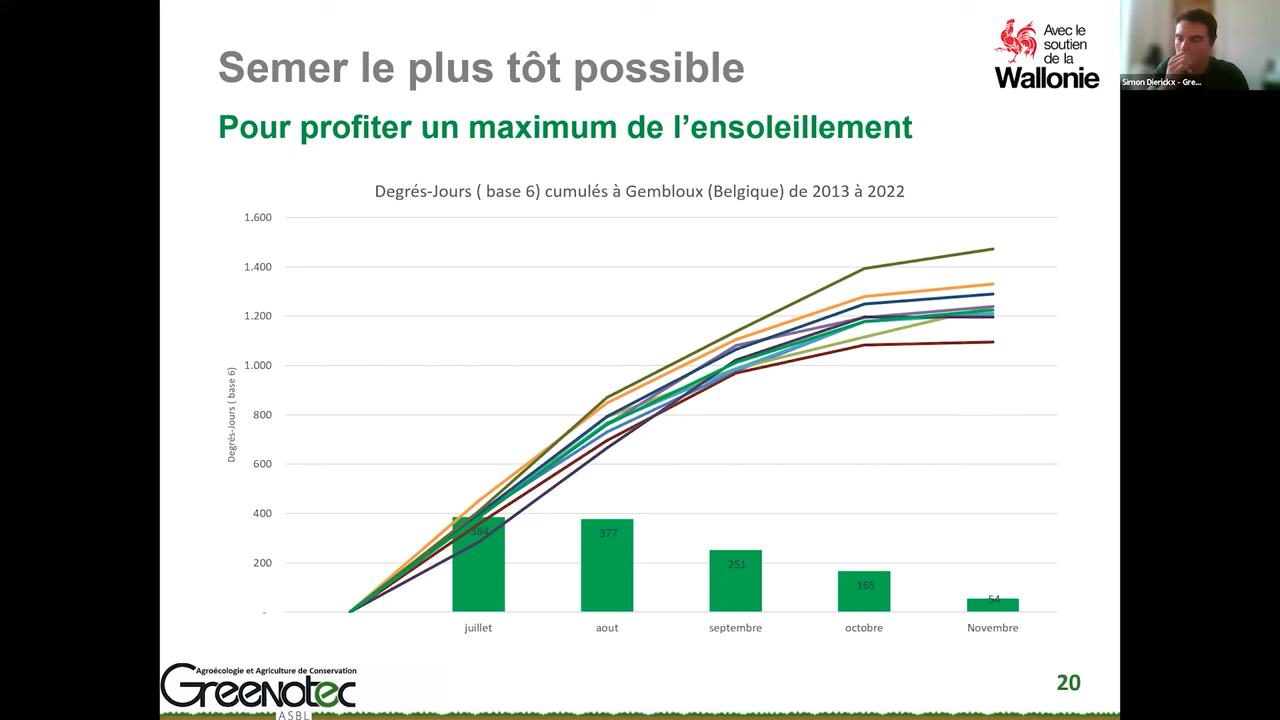 Semer le plus tôt possible
Pour profiter un maximum de l’ensoleillement
Avec le
soutien
de la
Wallonie
Simon Dierickx - Gre...
Degrés-Jours ( base 6) cumulés à Gembloux (Belgique) de 2013 à 2022
Degrés-Jours ( base 6)
1.600
1.400
1.200
1.000
800
600
400
200
-
384
377
251
165
54
juillet
aout
septembre
octobre
Novembre
Agroécologie et Agriculture de Conservation
Greenotec
ASBL
20